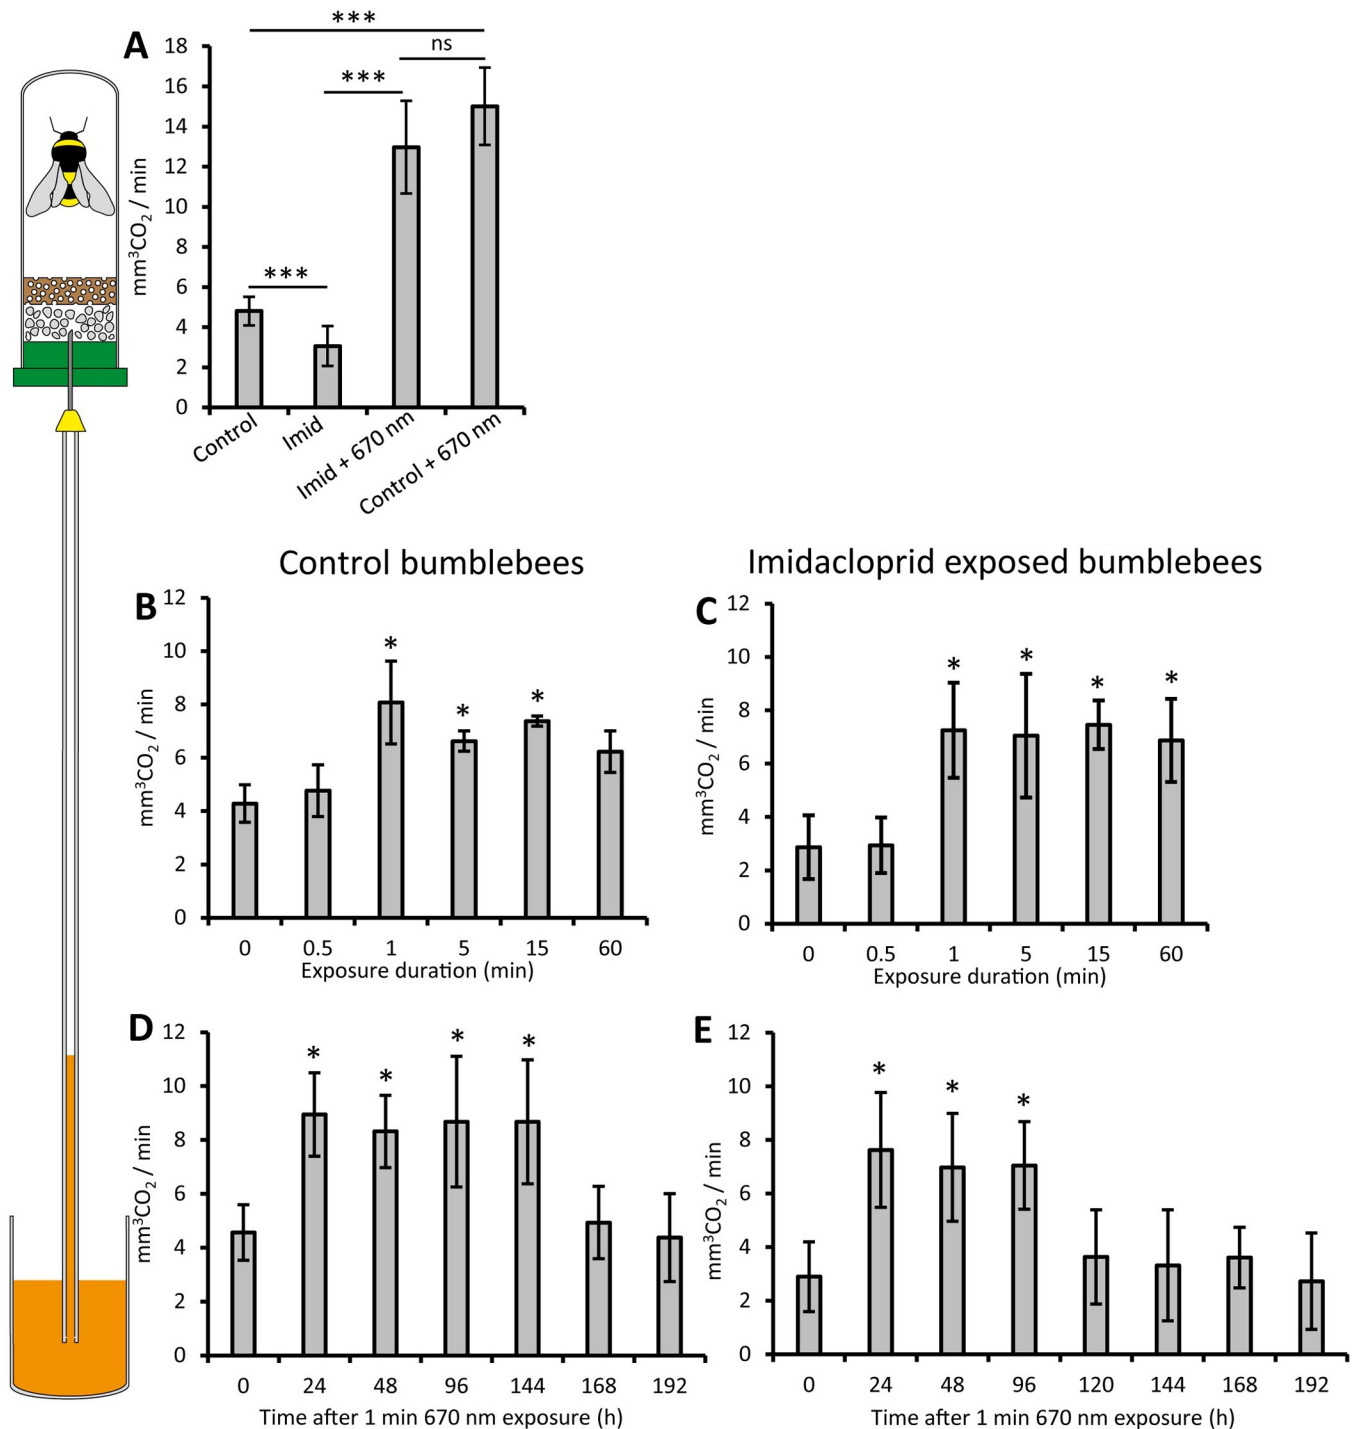 A
***
ns
***
***
18
16
14
12
10
8
6
4
2
0
mm³CO₂ / min
Control
Imid
Imid + 670 nm
Control + 670 nm
Control bumblebees
Imidacloprid exposed bumblebees
B
12
10
8
6
4
2
0
mm³CO₂ / min
* * *
0 0.5 1 5 15 60
Exposure duration (min)
C
12
10
8
6
4
2
0
mm³CO₂ / min
* * * *
0 0.5 1 5 15 60
Exposure duration (min)
D
12
10
8
6
4
2
0
mm³CO₂ / min
* * * *
0 24 48 96 144 168 192
Time after 1 min 670 nm exposure (h)
E
12
10
8
6
4
2
0
mm³CO₂ / min
* * *
0 24 48 96 120 144 168 192
Time after 1 min 670 nm exposure (h)